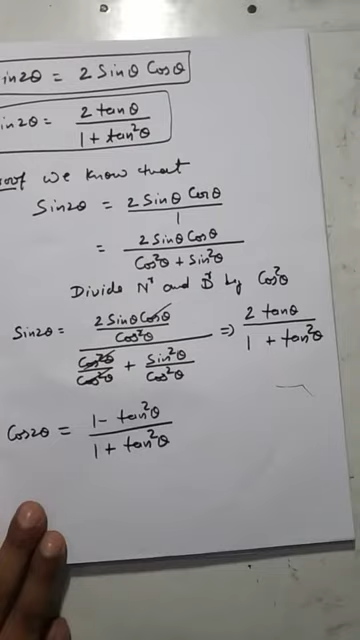 in2θ = 2 Sinθ Cosθ
in2θ = 2 tanθ / 1 + tan²θ
roof we know that
Sin2θ = 2 Sinθ Cosθ / 1
= 2 Sinθ Cosθ / Cos²θ + Sin²θ
Divide Nʳ and Dʳ by Cos²θ
Sin2θ = 2 Sinθ Cosθ / Cos²θ / Cos²θ / Cos²θ + Sin²θ / Cos²θ ⇒ 2 tanθ / 1 + tan²θ
Cos2θ = 1 - tan²θ / 1 + tan²θ